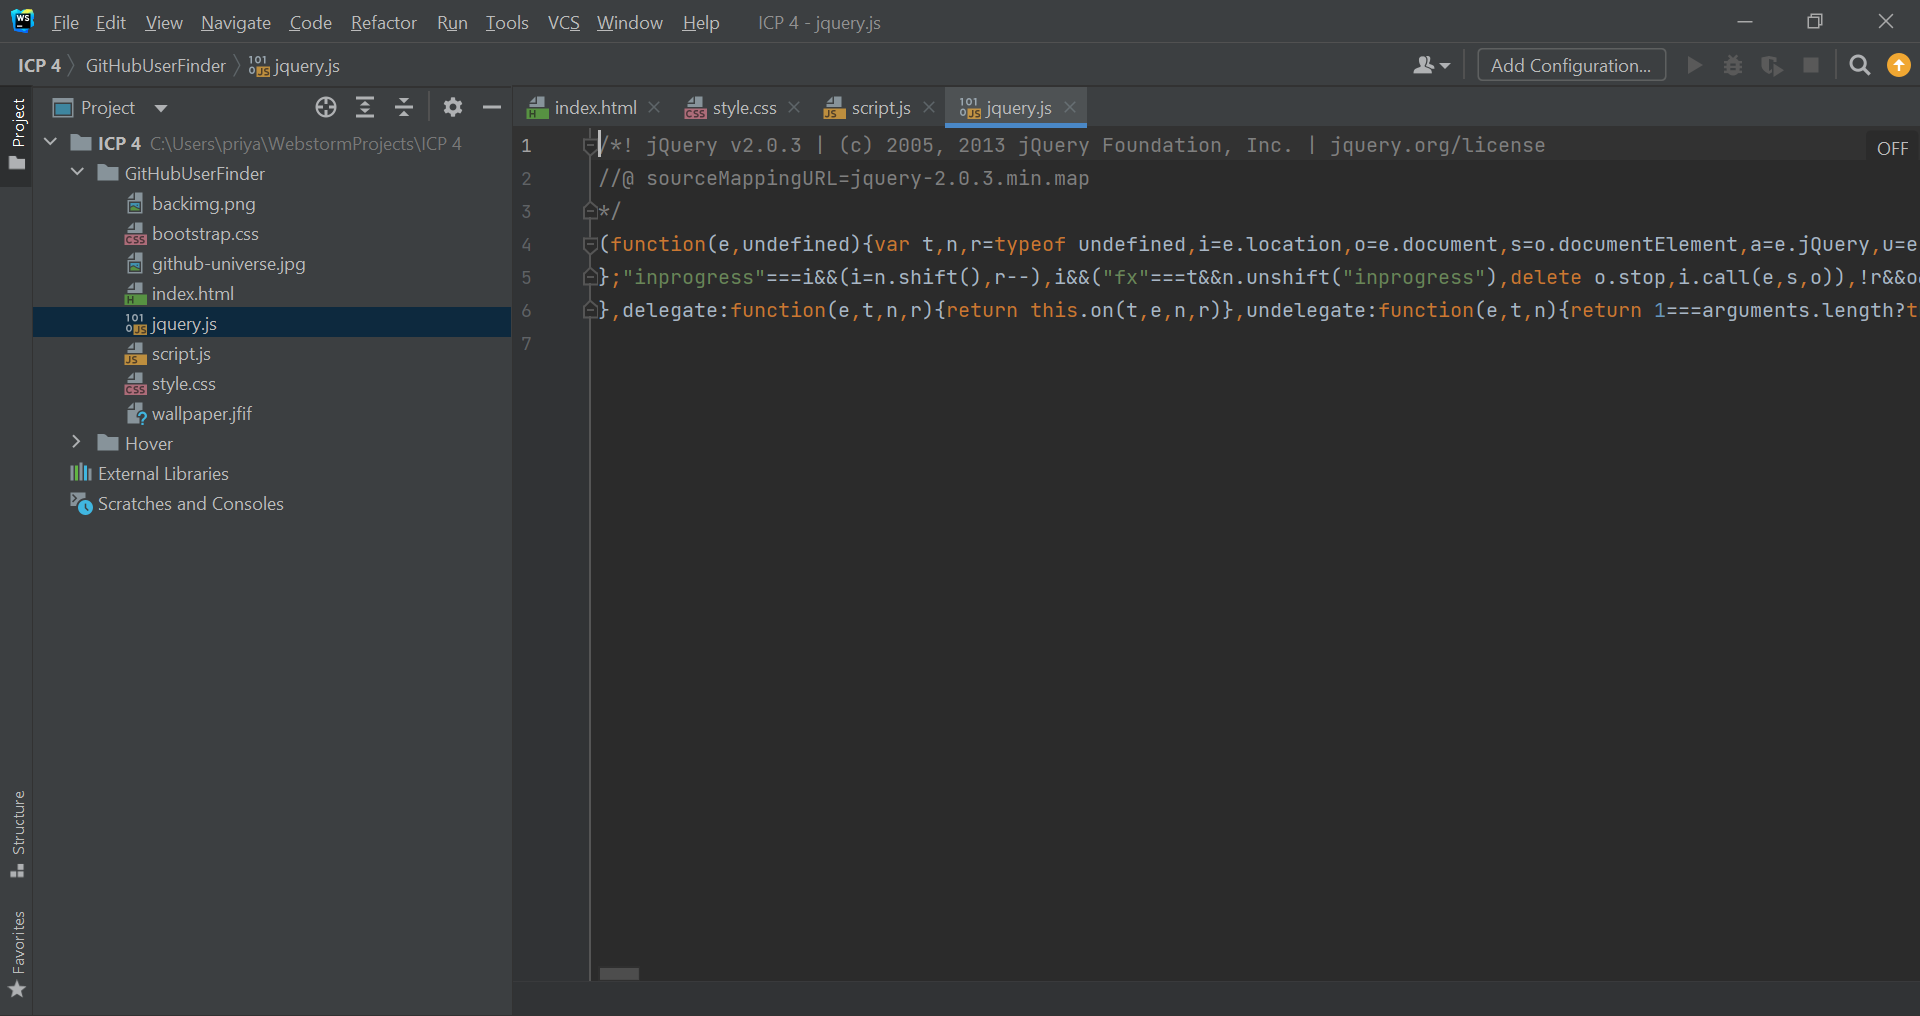 WS
File Edit View Navigate Code Refactor Run Tools VCS Window Help ICP 4 - jquery.js
ICP 4 GitHubUserFinder jquery.js Add Configuration...
Project
Project
index.html style.css script.js jquery.js
ICP 4 C:\Users\priya\WebstormProjects\ICP 4
GitHubUserFinder
backimg.png
bootstrap.css
github-universe.jpg
index.html
jquery.js
script.js
style.css
wallpaper.jfif
Hover
External Libraries
Scratches and Consoles
Structure
Favorites
1 /*! jQuery v2.0.3 | (c) 2005, 2013 jQuery Foundation, Inc. | jquery.org/license
OFF
2 //@ sourceMappingURL=jquery-2.0.3.min.map
3 */
4 (function(e,undefined){var t,n,r=typeof undefined,i=e.location,o=e.document,s=o.documentElement,a=e.jQuery,u=e
5 };"inprogress"===i&&(i=n.shift(),r--),i&&("fx"===t&&n.unshift("inprogress"),delete o.stop,i.call(e,s,o)),!r&&o
6 },delegate:function(e,t,n,r){return this.on(t,e,n,r)},undelegate:function(e,t,n){return 1===arguments.length?t
7